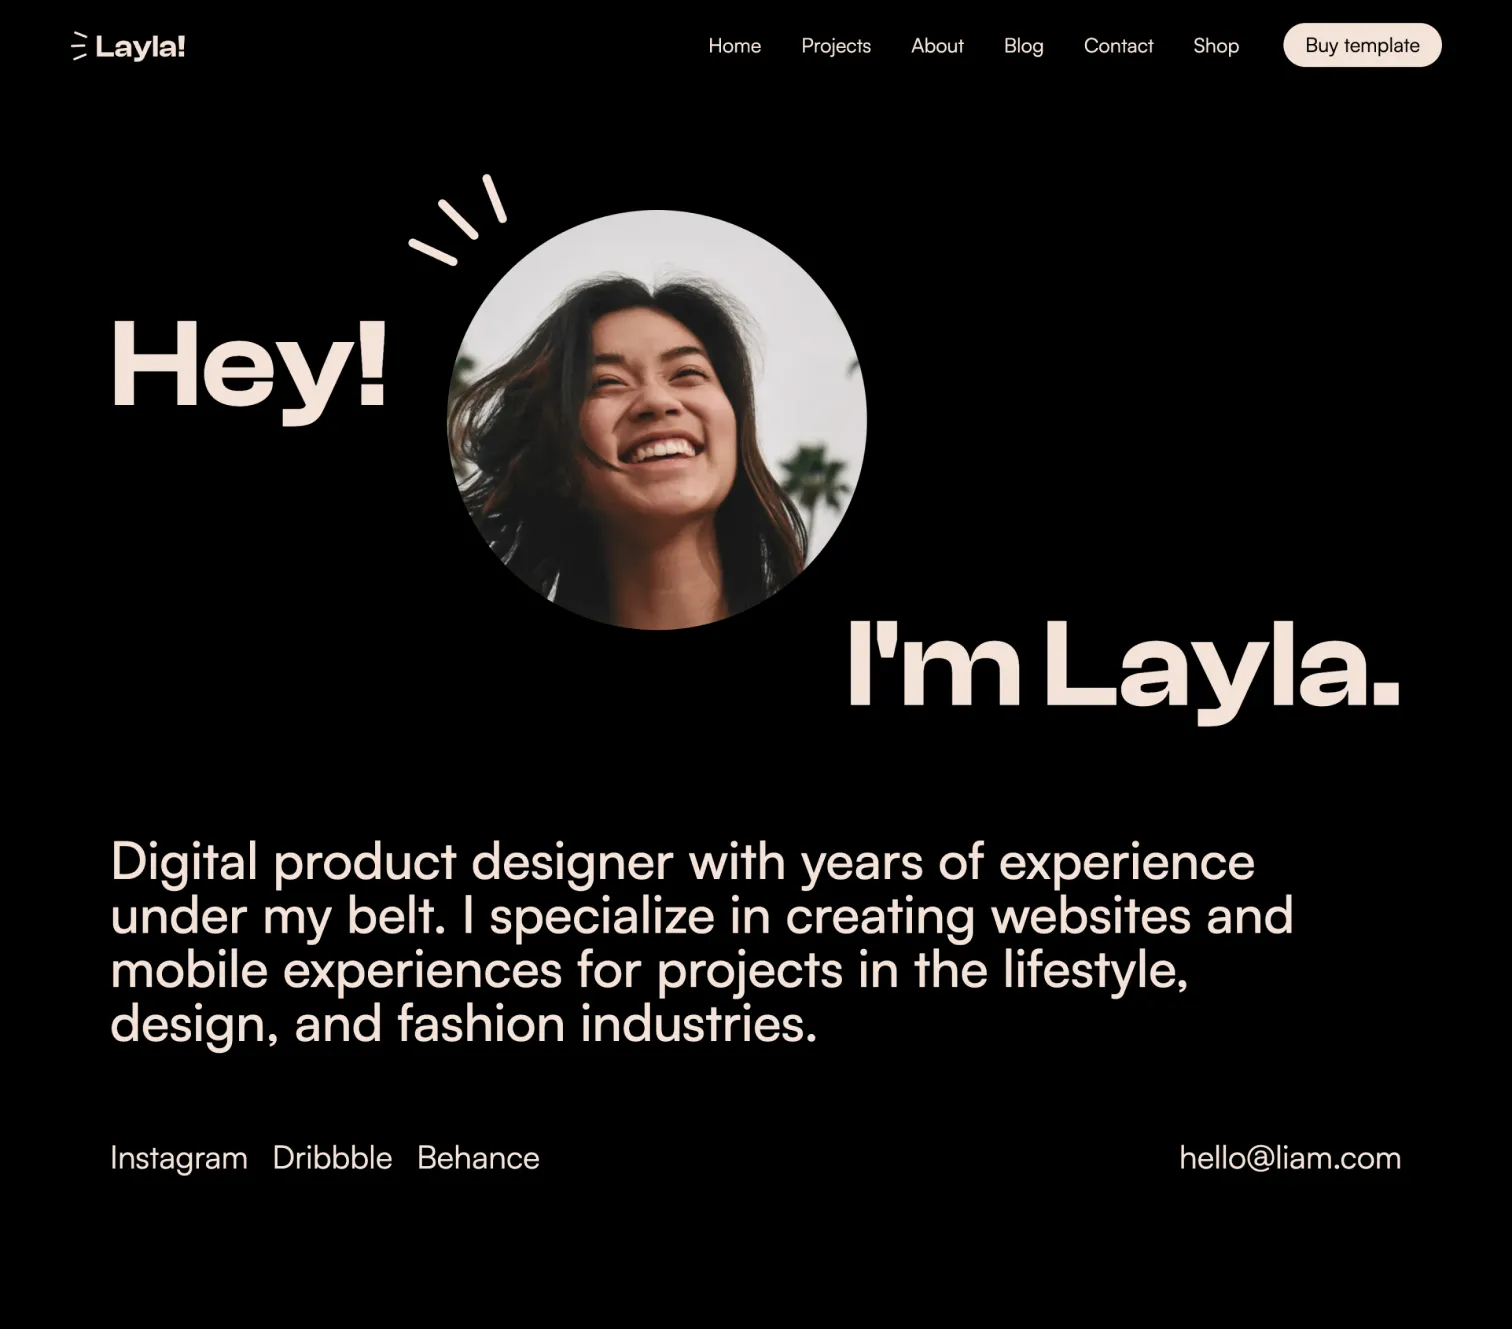 Layla!
Home Projects About Blog Contact Shop Buy template
Hey!
I'm Layla.
Digital product designer with years of experience
under my belt. I specialize in creating websites and
mobile experiences for projects in the lifestyle,
design, and fashion industries.
Instagram Dribbble Behance hello@liam.com